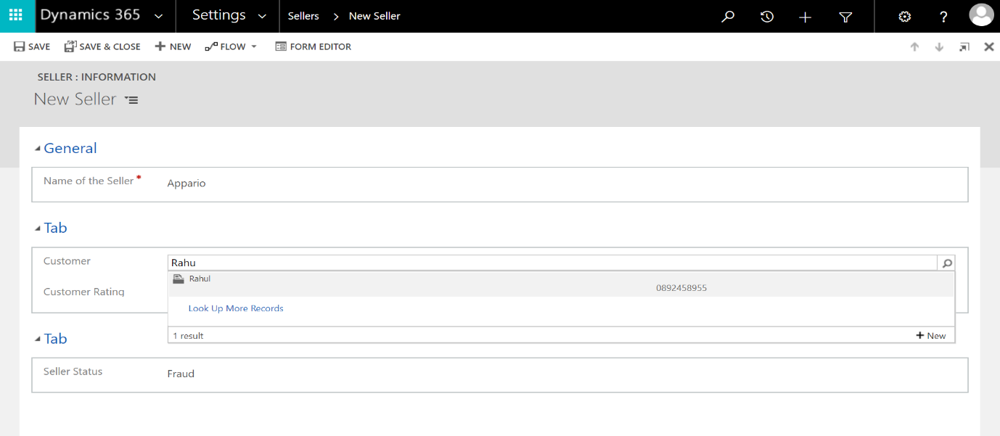 Dynamics 365 Settings Sellers > New Seller ?
SAVE SAVE & CLOSE NEW FLOW FORM EDITOR
SELLER : INFORMATION
New Seller
General
Name of the Seller * Appario
Tab
Customer Rahu
Rahul
0892458955
Customer Rating
Look Up More Records
1 result + New
Tab
Seller Status Fraud